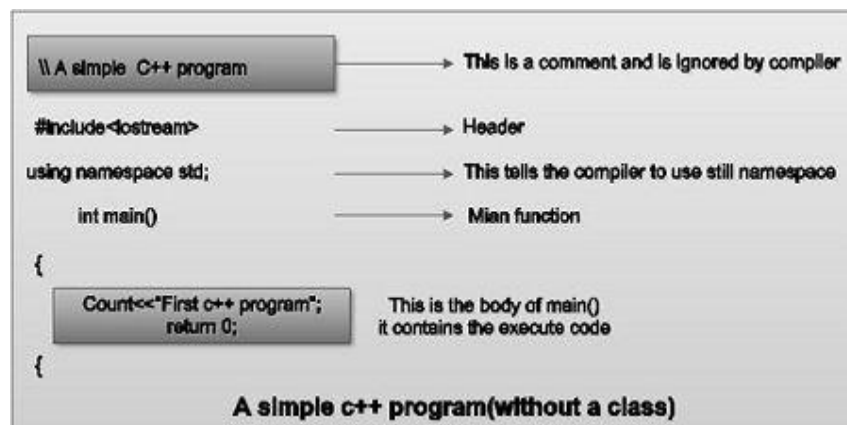 \\ A simple C++ program
This is a comment and is ignored by compiler
#include<iostream>
Header
using namespace std;
This tells the compiler to use still namespace
int main()
Mian function
{
Count<<"First c++ program";
return 0;
This is the body of main()
it contains the execute code
{
A simple c++ program(without a class)